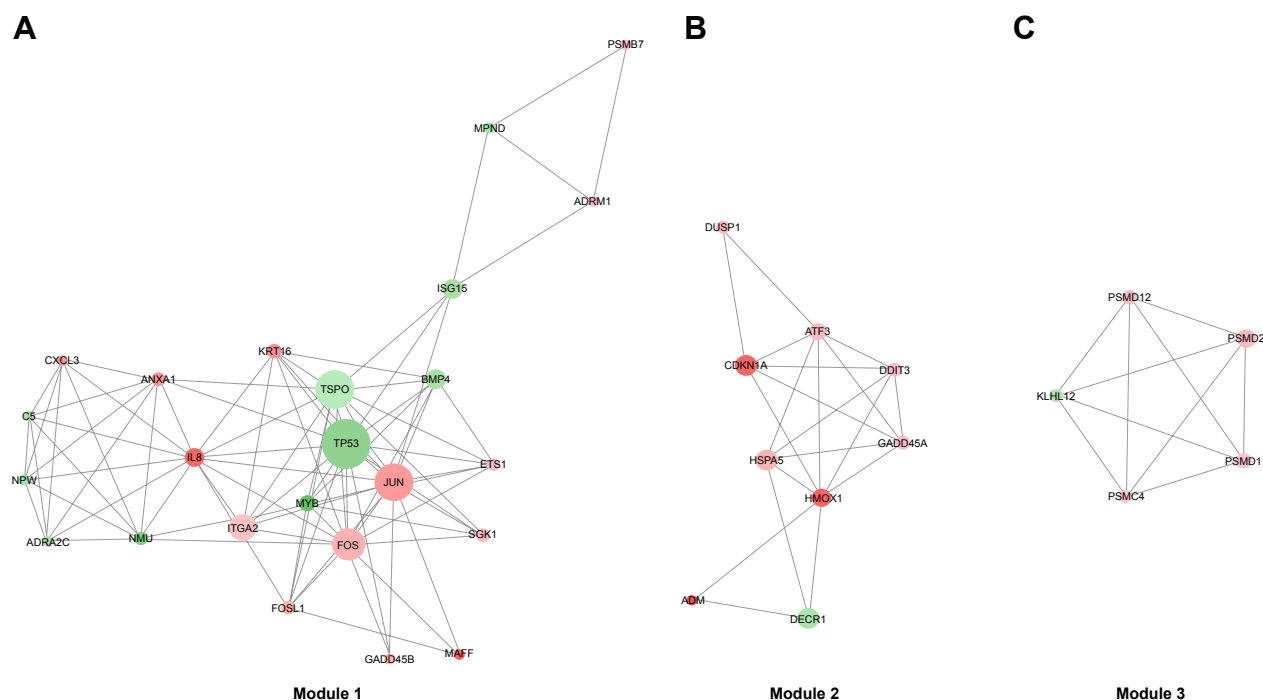 A
B
C
PSMB7
MPND
ADRM1
DUSP1
ISG15
PSMD12
ATF3
PSMD2
KRT16
CXCL3
CDKN1A
DDIT3
ANXA1
BMP4
TSPO
KLHL12
C5
TP53
GADD45A
IL8
HSPA5
PSMD1
ETS1
NPW
JUN
PSMC4
HMOX1
MYB
ITGA2
SGK1
NMU
ADRA2C
FOS
ADM
FOSL1
DECR1
MAFF
GADD45B
Module 1
Module 2
Module 3